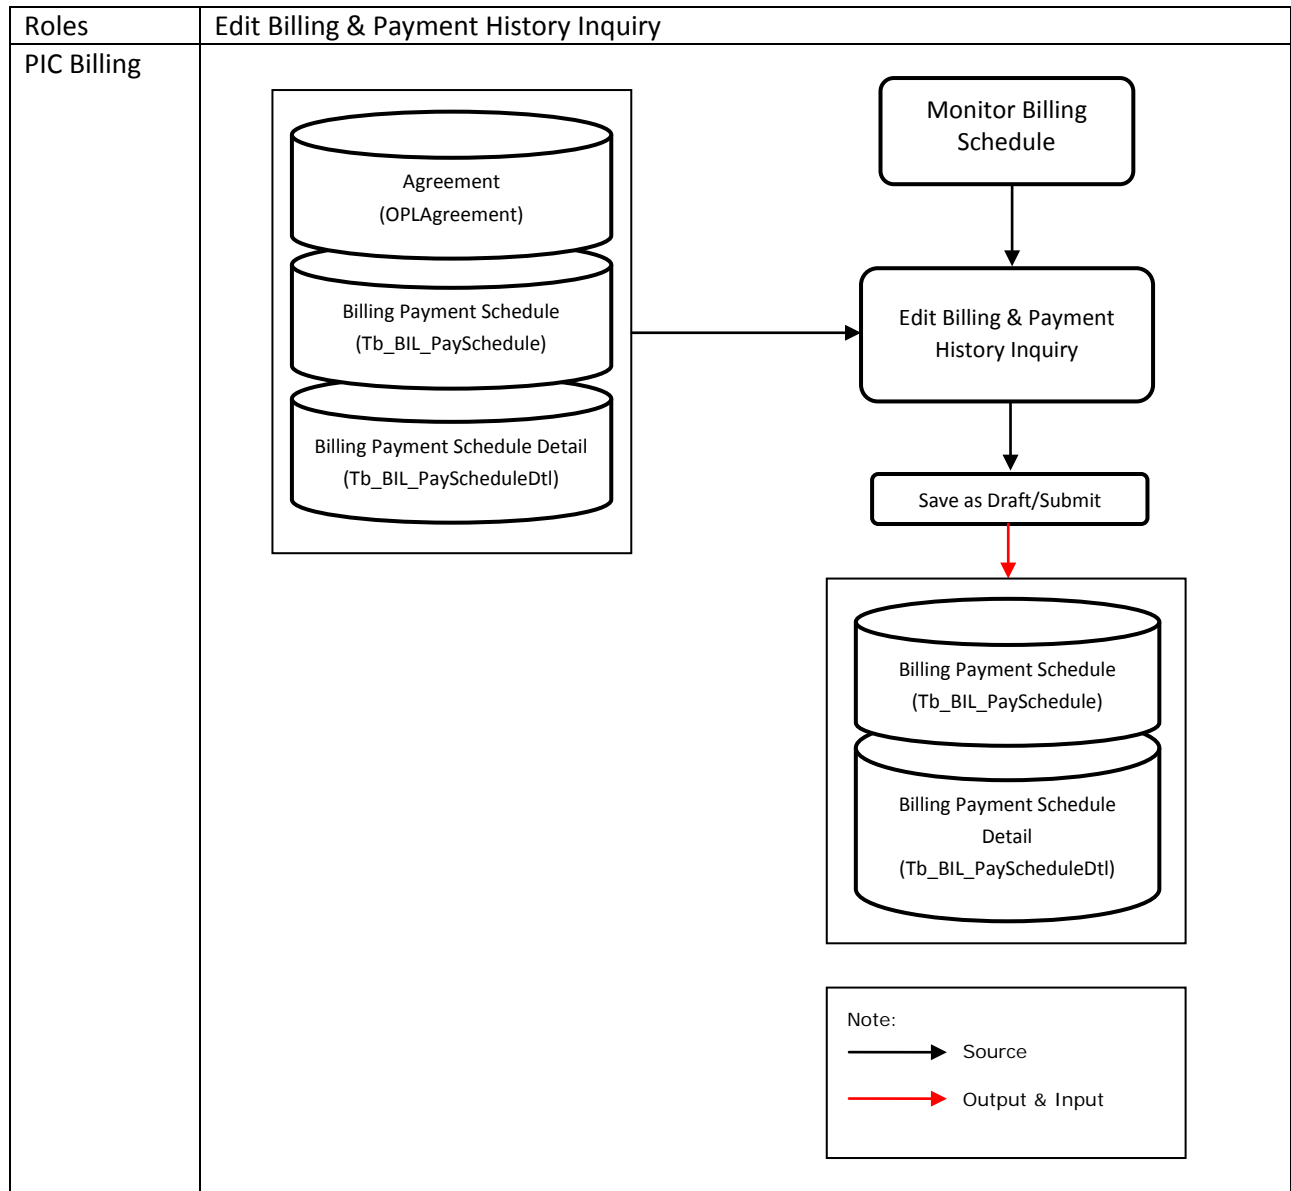 Roles
Edit Billing & Payment History Inquiry
PIC Billing
Agreement
(OPLAgreement)
Billing Payment Schedule
(Tb_BIL_PaySchedule)
Billing Payment Schedule Detail
(Tb_BIL_PayScheduleDtl)
Monitor Billing
Schedule
Edit Billing & Payment
History Inquiry
Save as Draft/Submit
Billing Payment Schedule
(Tb_BIL_PaySchedule)
Billing Payment Schedule
Detail
(Tb_BIL_PayScheduleDtl)
Note:
Source
Output & Input